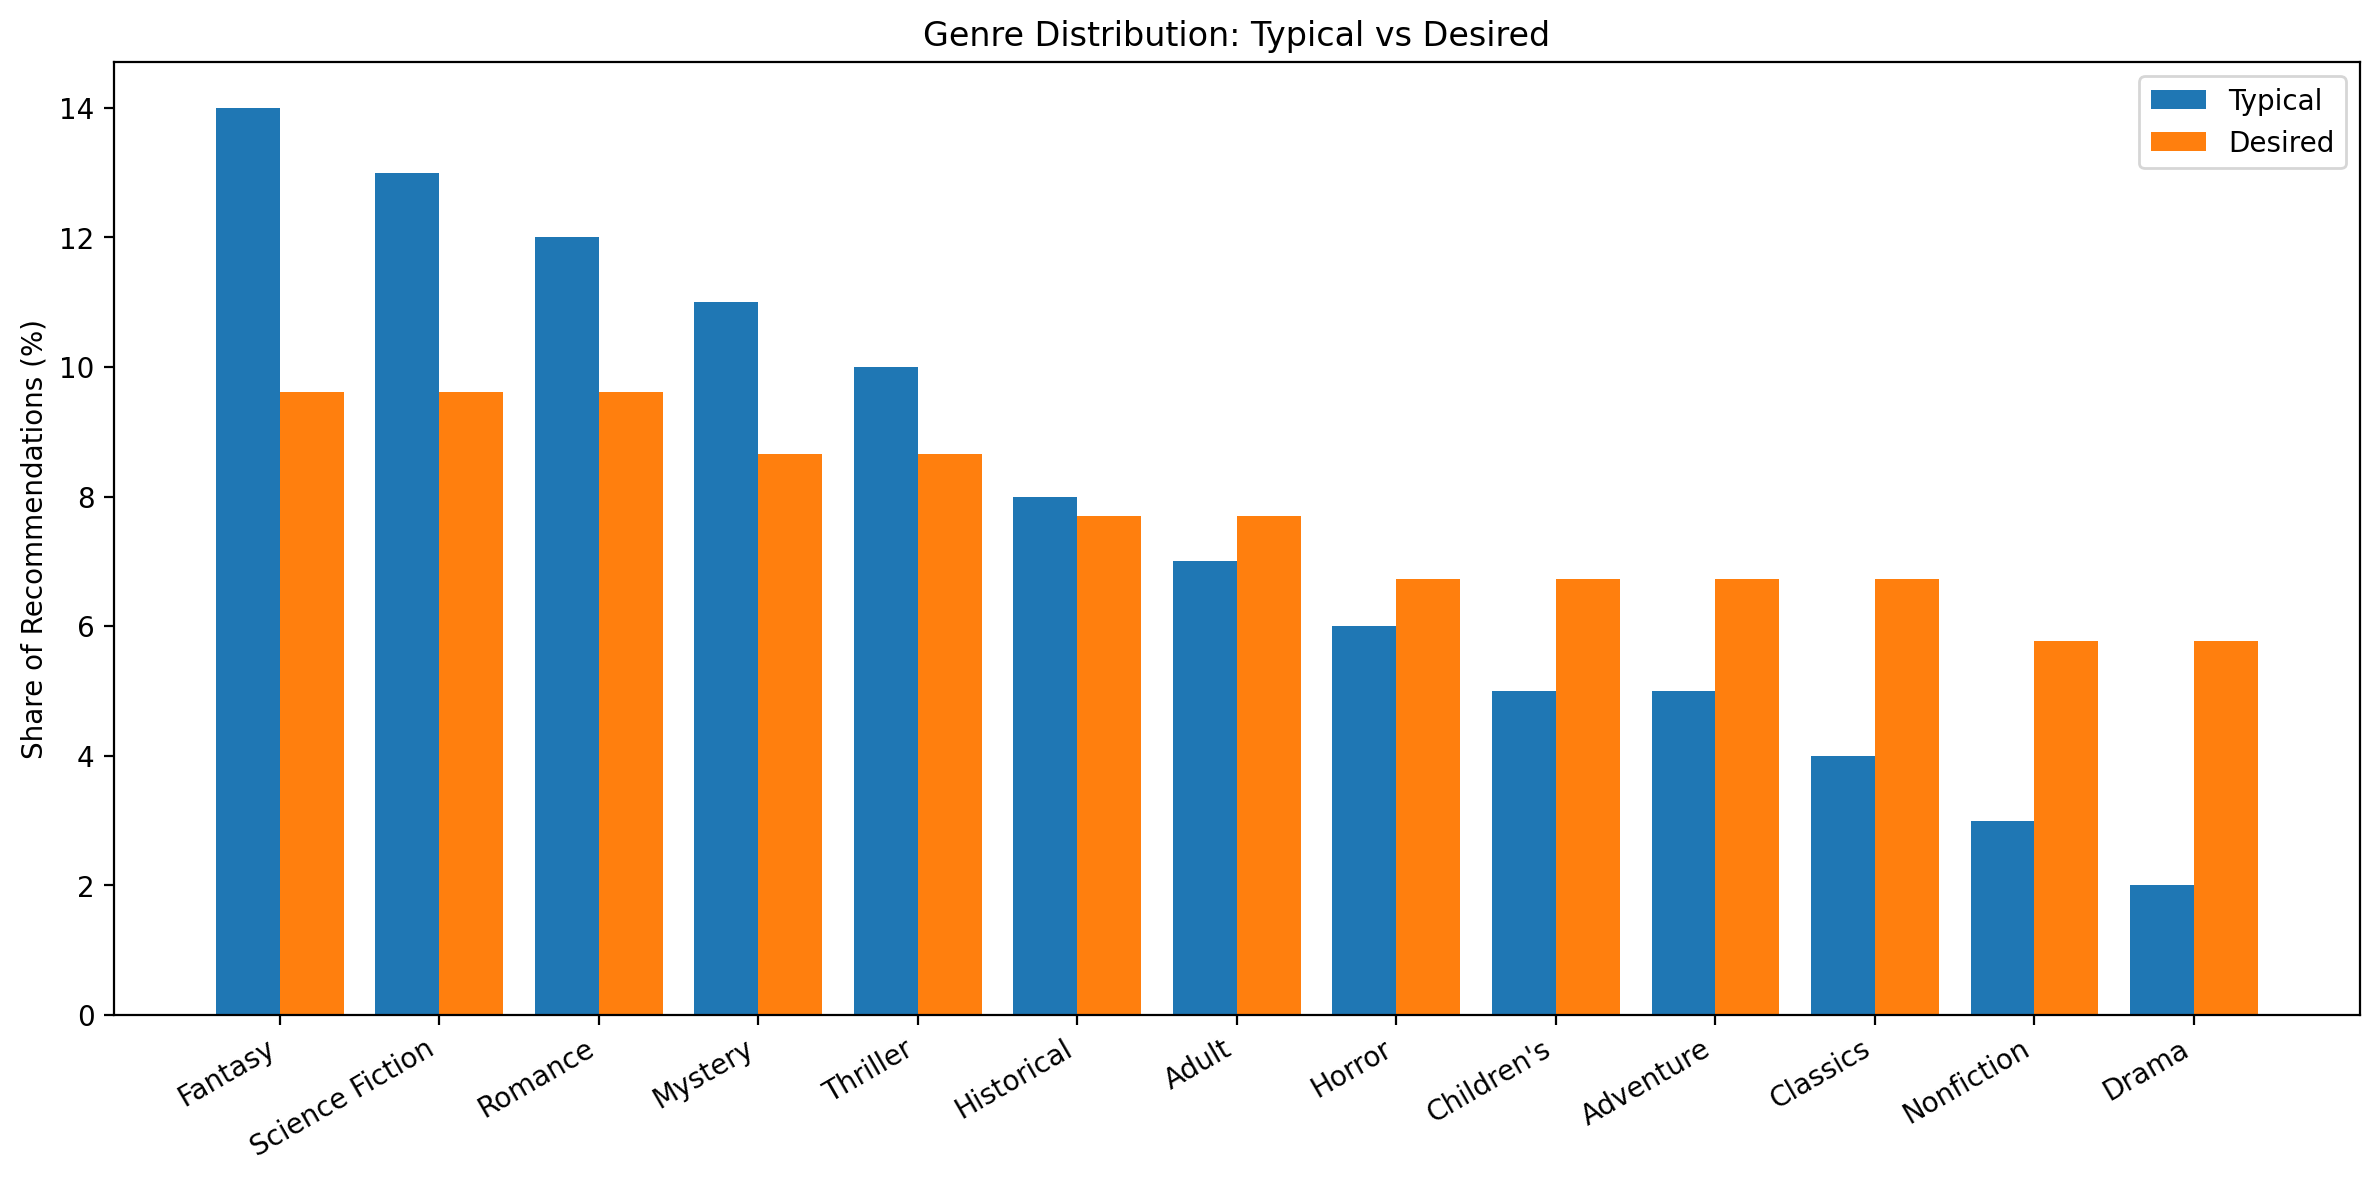 Genre Distribution: Typical vs Desired
Typical
Desired
Share of Recommendations (%)
14
12
10
8
6
4
2
0
Fantasy
Science Fiction
Romance
Mystery
Thriller
Historical
Adult
Horror
Children's
Adventure
Classics
Nonfiction
Drama